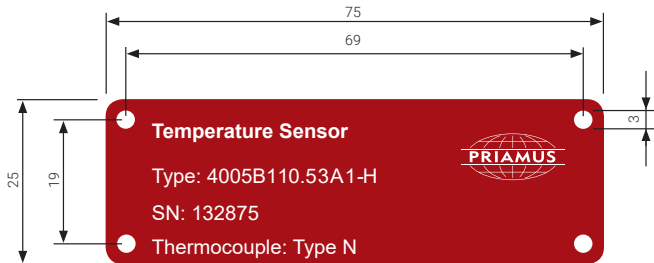 75
69
3
25
19
Temperature Sensor
PRIAMUS
Type: 4005B110.53A1-H
SN: 132875
Thermocouple: Type N